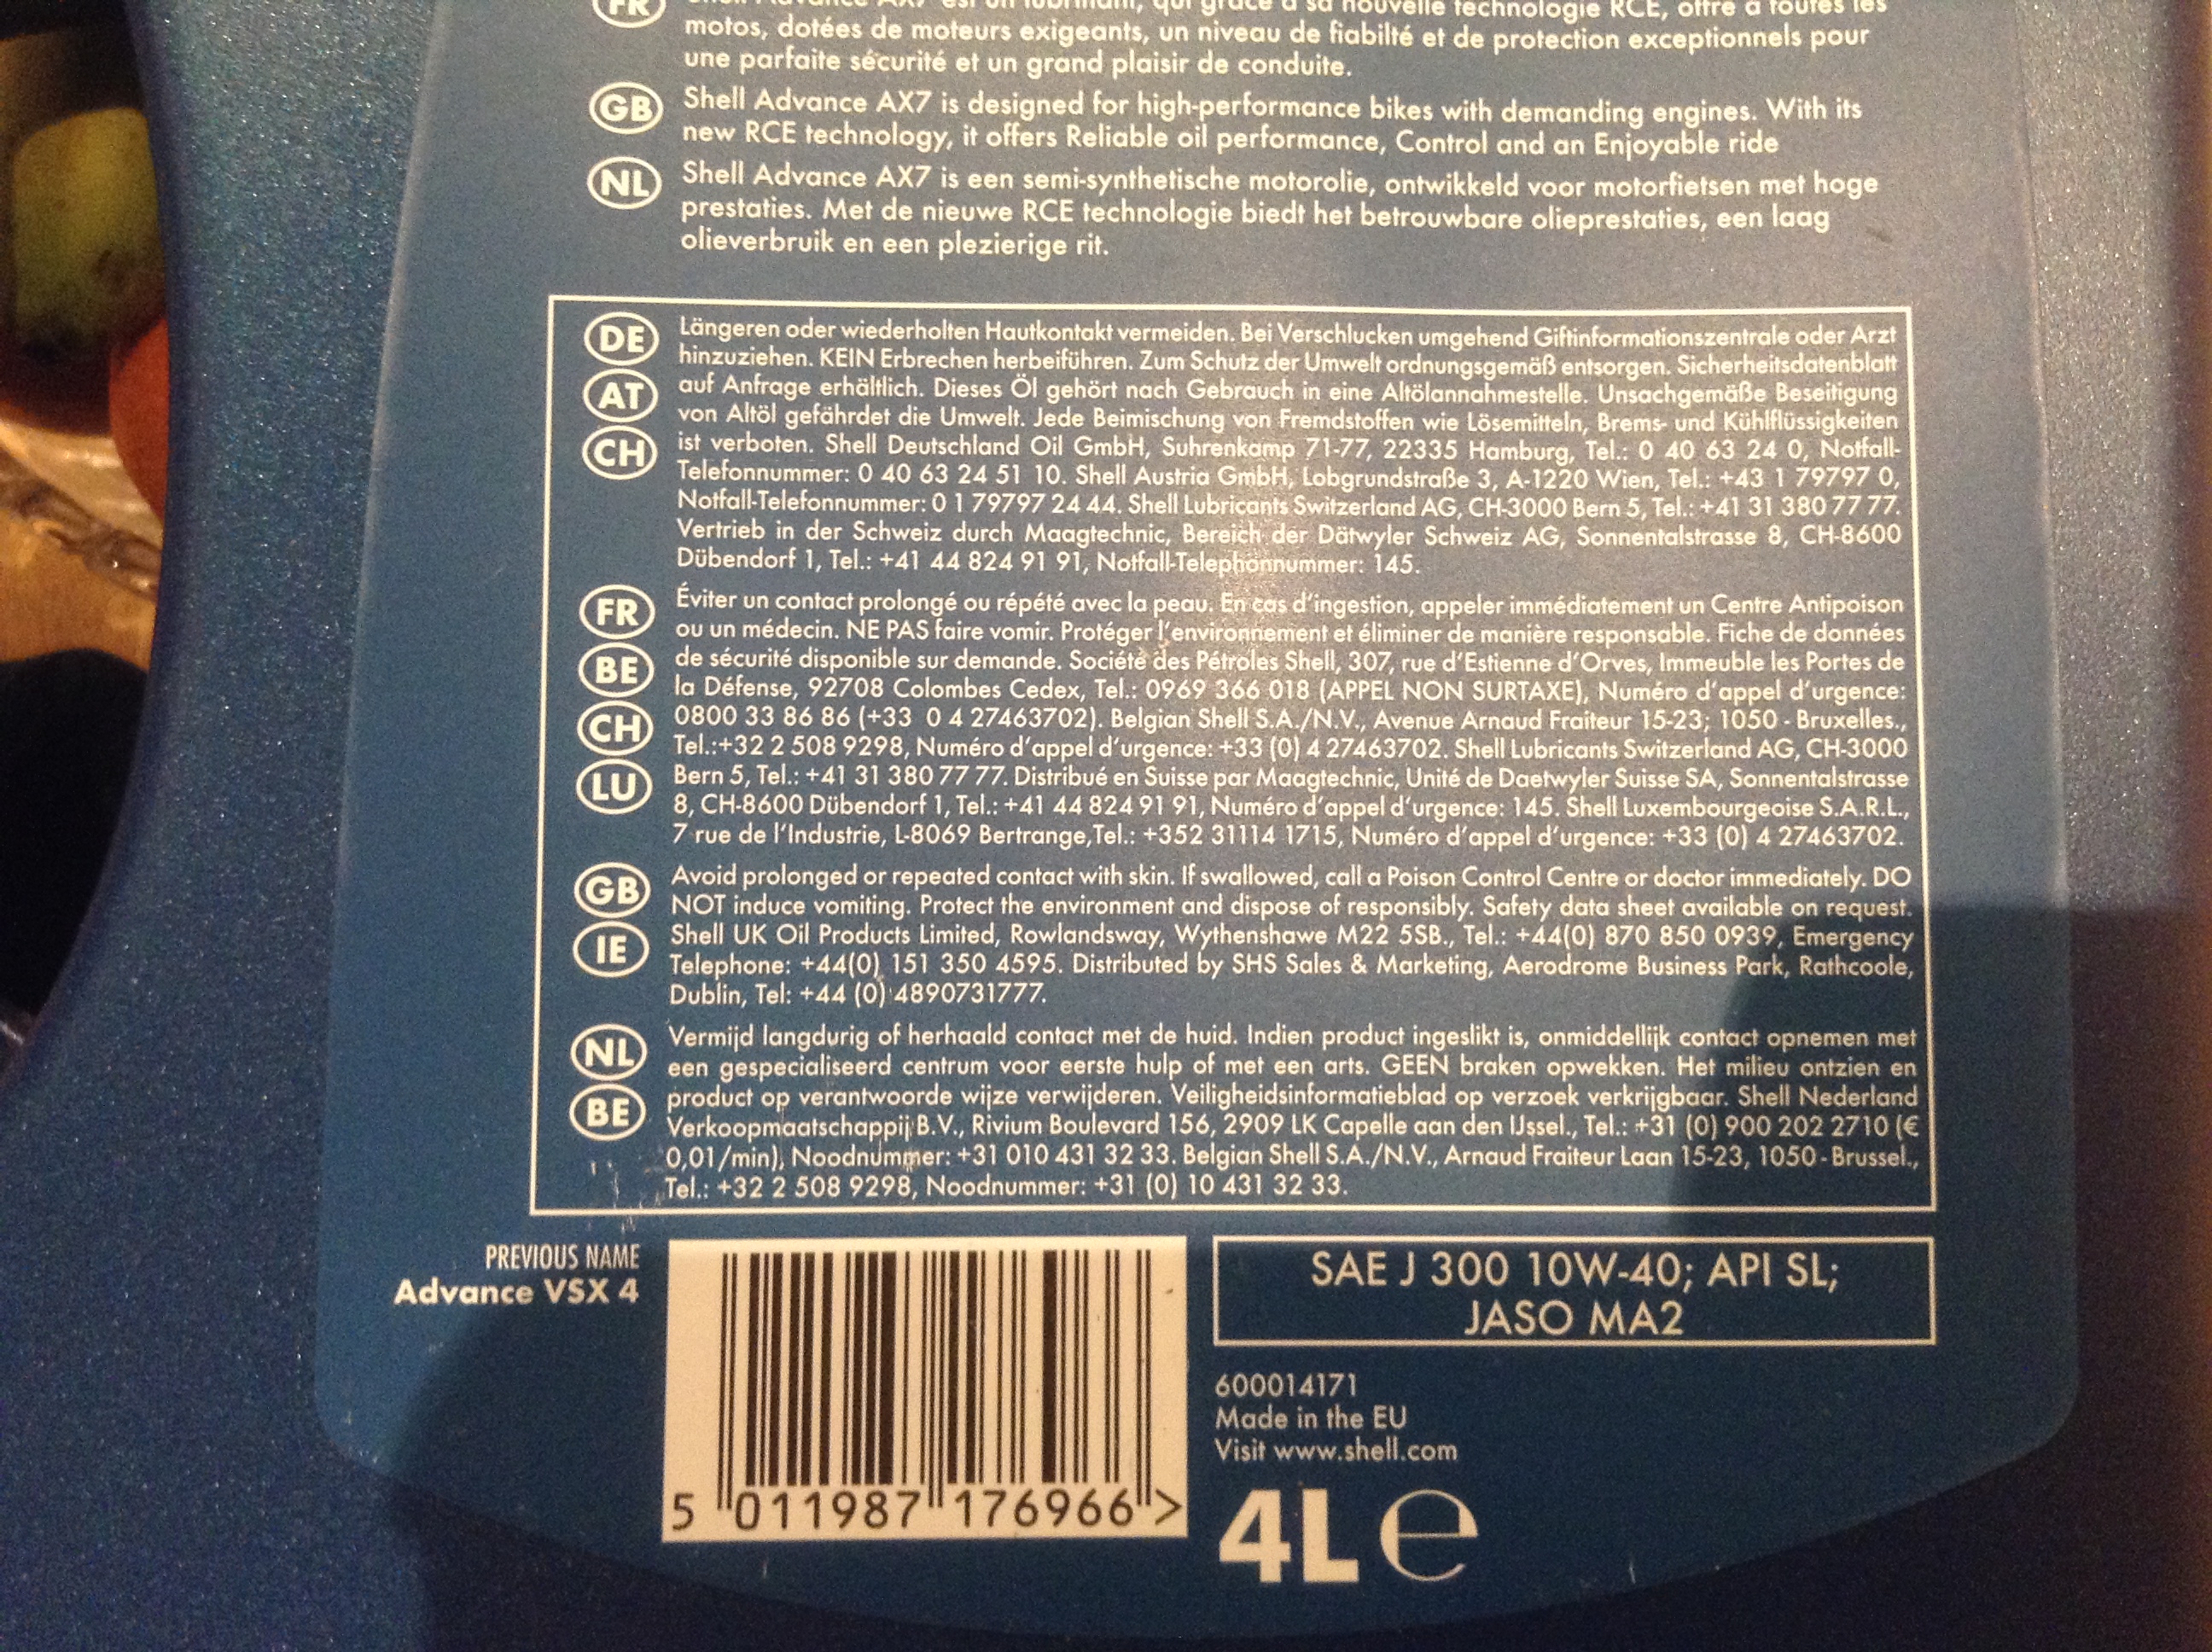 FR
Shell Advance AX7 est un lubrifiant, qui grâce à sa nouvelle technologie RCE, offre à toutes les
motos, dotées de moteurs exigeants, un niveau de fiabilté et de protection exceptionnels pour
une parfaite sécurité et un grand plaisir de conduite.
GB
Shell Advance AX7 is designed for high-performance bikes with demanding engines. With its
new RCE technology, it offers Reliable oil performance, Control and an Enjoyable ride
NL
Shell Advance AX7 is een semi-synthetische motorolie, ontwikkeld voor motorfietsen met hoge
prestaties. Met de nieuwe RCE technologie biedt het betrouwbare olieprestaties, een laag
olieverbruik en een plezierige rit.
DE
AT
CH
Längeren oder wiederholten Hautkontakt vermeiden. Bei Verschlucken umgehend Giftinformationszentrale oder Arzt
hinzuziehen. KEIN Erbrechen herbeiführen. Zum Schutz der Umwelt ordnungsgemäß entsorgen. Sicherheitsdatenblatt
auf Anfrage erhältlich. Dieses Öl gehört nach Gebrauch in eine Altölannahmestelle. Unsachgemäße Beseitigung
von Altöl gefährdet die Umwelt. Jede Beimischung von Fremdstoffen wie Lösemitteln, Brems- und Kühlflüssigkeiten
ist verboten. Shell Deutschland Oil GmbH, Suhrenkamp 71-77, 22335 Hamburg, Tel.: 0 40 63 24 0, Notfall-
Telefonnummer: 0 40 63 24 51 10. Shell Austria GmbH, Lobgrundstraße 3, A-1220 Wien, Tel.: +43 1 79797 0,
Notfall-Telefonnummer: 0 1 79797 24 44. Shell Lubricants Switzerland AG, CH-3000 Bern 5, Tel.: +41 31 380 77 77.
Vertrieb in der Schweiz durch Maagtechnic, Bereich der Dätwyler Schweiz AG, Sonnentalstrasse 8, CH-8600
Dübendorf 1, Tel.: +41 44 824 91 91, Notfall-Telephonnummer: 145.
FR
BE
CH
LU
Éviter un contact prolongé ou répété avec la peau. En cas d'ingestion, appeler immédiatement un Centre Antipoison
ou un médecin. NE PAS faire vomir. Protéger l'environnement et éliminer de manière responsable. Fiche de données
de sécurité disponible sur demande. Société des Pétroles Shell, 307, rue d'Estienne d'Orves, Immeuble les Portes de
la Défense, 92708 Colombes Cedex, Tel.: 0969 366 018 (APPEL NON SURTAXE), Numéro d'appel d'urgence:
0800 33 86 86 (+33 0 4 27463702). Belgian Shell S.A./N.V., Avenue Arnaud Fraiteur 15-23; 1050 - Bruxelles.,
Tel.:+32 2 508 9298, Numéro d'appel d'urgence: +33 (0) 4 27463702. Shell Lubricants Switzerland AG, CH-3000
Bern 5, Tel.: +41 31 380 77 77. Distribué en Suisse par Maagtechnic, Unité de Daetwyler Suisse SA, Sonnentalstrasse
8, CH-8600 Dübendorf 1, Tel.: +41 44 824 91 91, Numéro d'appel d'urgence: 145. Shell Luxembourgeoise S.A.R.L.,
7 rue de l'Industrie, L-8069 Bertrange,Tel.: +352 31114 1715, Numéro d'appel d'urgence: +33 (0) 4 27463702.
GB
IE
Avoid prolonged or repeated contact with skin. If swallowed, call a Poison Control Centre or doctor immediately. DO
NOT induce vomiting. Protect the environment and dispose of responsibly. Safety data sheet available on request.
Shell UK Oil Products Limited, Rowlandsway, Wythenshawe M22 5SB., Tel.: +44(0) 870 850 0939, Emergency
Telephone: +44(0) 151 350 4595. Distributed by SHS Sales & Marketing, Aerodrome Business Park, Rathcoole,
Dublin, Tel: +44 (0) 4890731777.
NL
BE
Vermijd langdurig of herhaald contact met de huid. Indien product ingeslikt is, onmiddellijk contact opnemen met
een gespecialiseerd centrum voor eerste hulp of met een arts. GEEN braken opwekken. Het milieu ontzien en
product op verantwoorde wijze verwijderen. Veiligheidsinformatieblad op verzoek verkrijgbaar. Shell Nederland
Verkoopmaatschappij B.V., Rivium Boulevard 156, 2909 LK Capelle aan den IJssel., Tel.: +31 (0) 900 202 2710 (€
0,01/min), Noodnummer: +31 010 431 32 33. Belgian Shell S.A./N.V., Arnaud Fraiteur Laan 15-23, 1050 - Brussel.,
Tel.: +32 2 508 9298, Noodnummer: +31 (0) 10 431 32 33.
PREVIOUS NAME
Advance VSX 4
5 011987 176966 >
SAE J 300 10W-40; API SL;
JASO MA2
600014171
Made in the EU
Visit www.shell.com
4L e